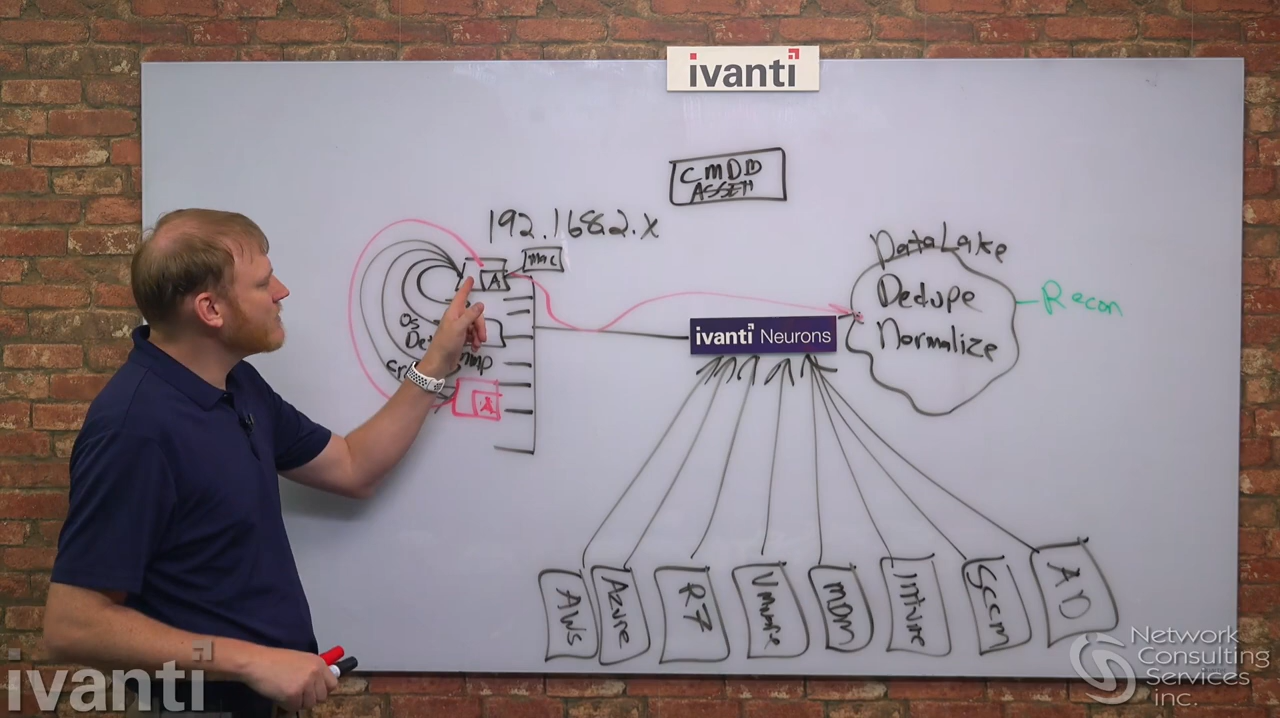 ivanti
CMDB
ASSET
192.168.2.x
mac
A
DataLake
Dedupe
Normalize
Recon
ivanti Neurons
OS
nmp
A
AWS
Azure
R7
Vmware
MDM
Intune
Sccm
AD
ivanti
Network
Consulting
Services
inc.